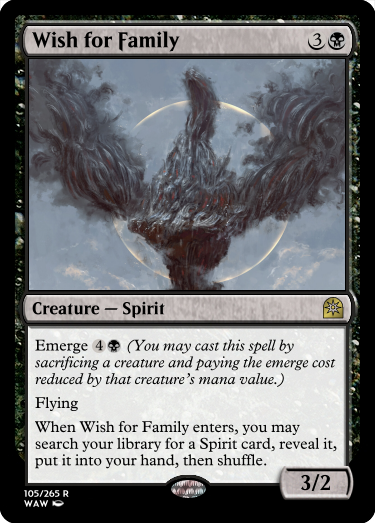 Wish for Family 3
Creature — Spirit
Emerge 4 (You may cast this spell by
sacrificing a creature and paying the emerge cost
reduced by that creature's mana value.)
Flying
When Wish for Family enters, you may
search your library for a Spirit card, reveal it,
put it into your hand, then shuffle.
3/2
105/265 R
WAW